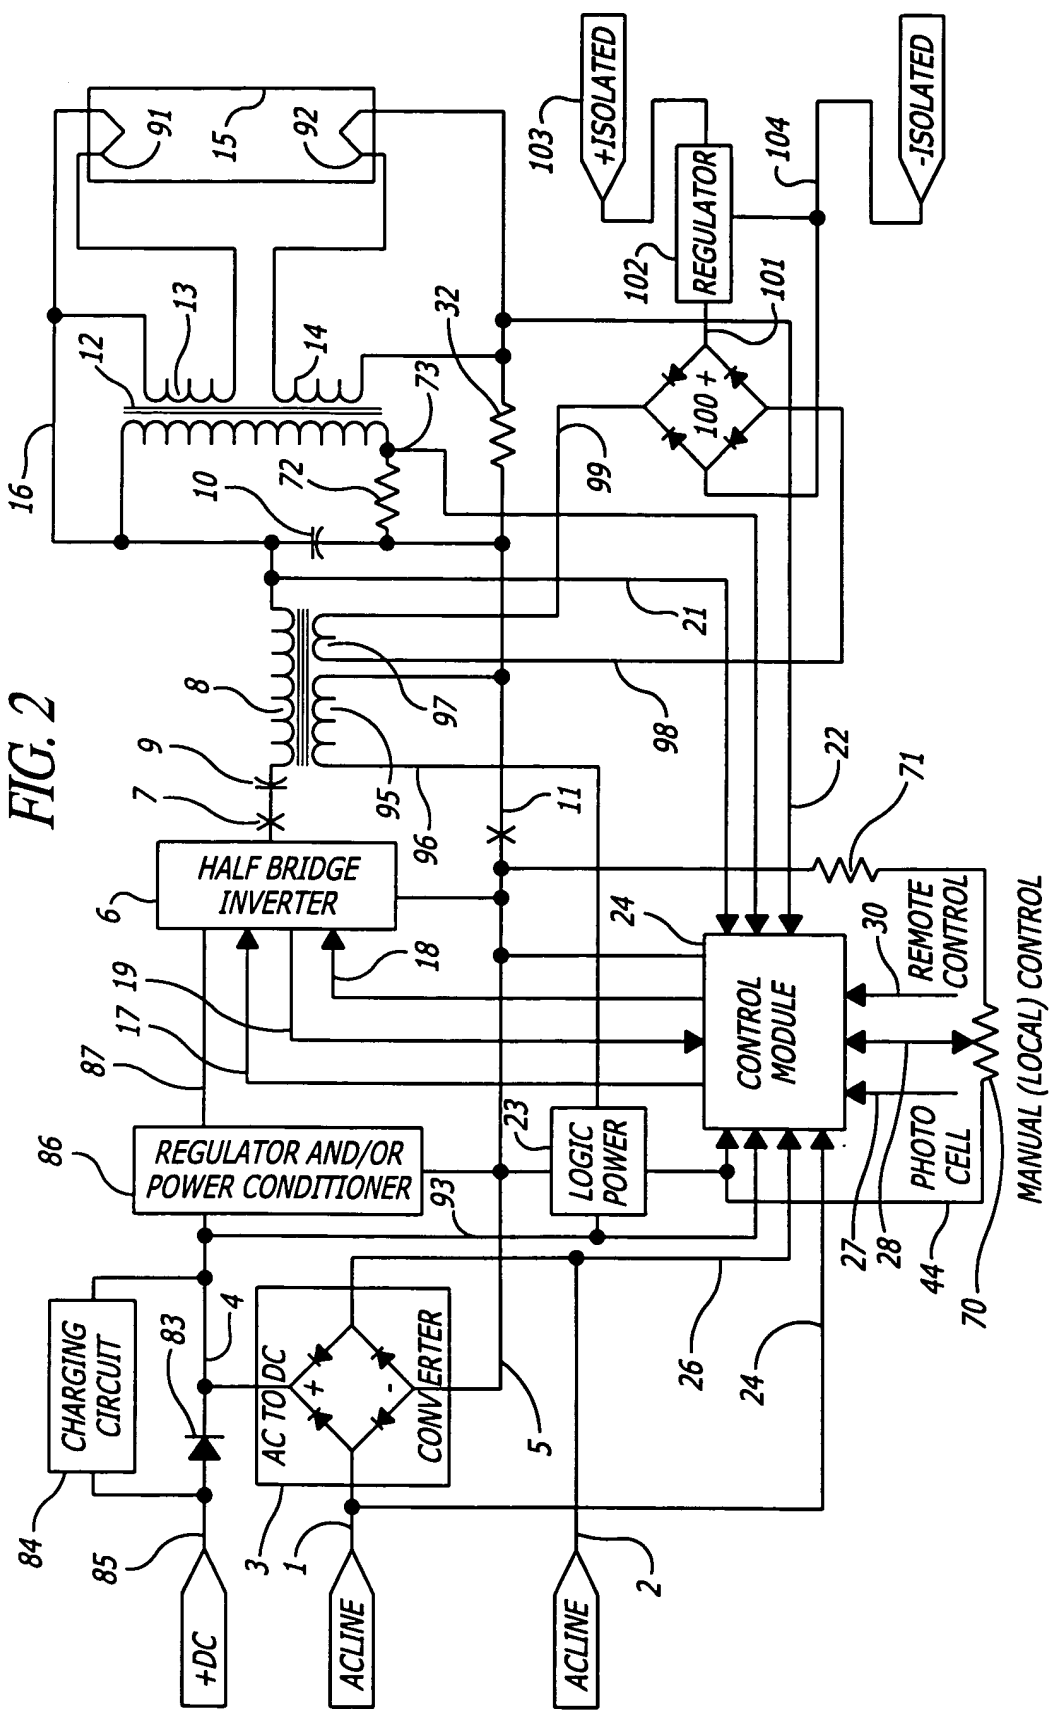 FIG. 2
84
CHARGING
CIRCUIT
85
+DC
83
4
86
REGULATOR AND/OR
POWER CONDITIONER
87
17
19
18
93
3
AC TO DC
+
-
CONVERTER
1
ACLINE
2
ACLINE
5
26
24
6
HALF BRIDGE
INVERTER
7
9
8
95
96
97
98
11
16
12
13
14
10
72
73
32
91
15
92
21
22
99
100 +
101
102
REGULATOR
103
+ISOLATED
104
-ISOLATED
23
LOGIC
POWER
24
CONTROL
MODULE
71
30
REMOTE
CONTROL
27
PHOTO
CELL
28
44
70
MANUAL (LOCAL) CONTROL